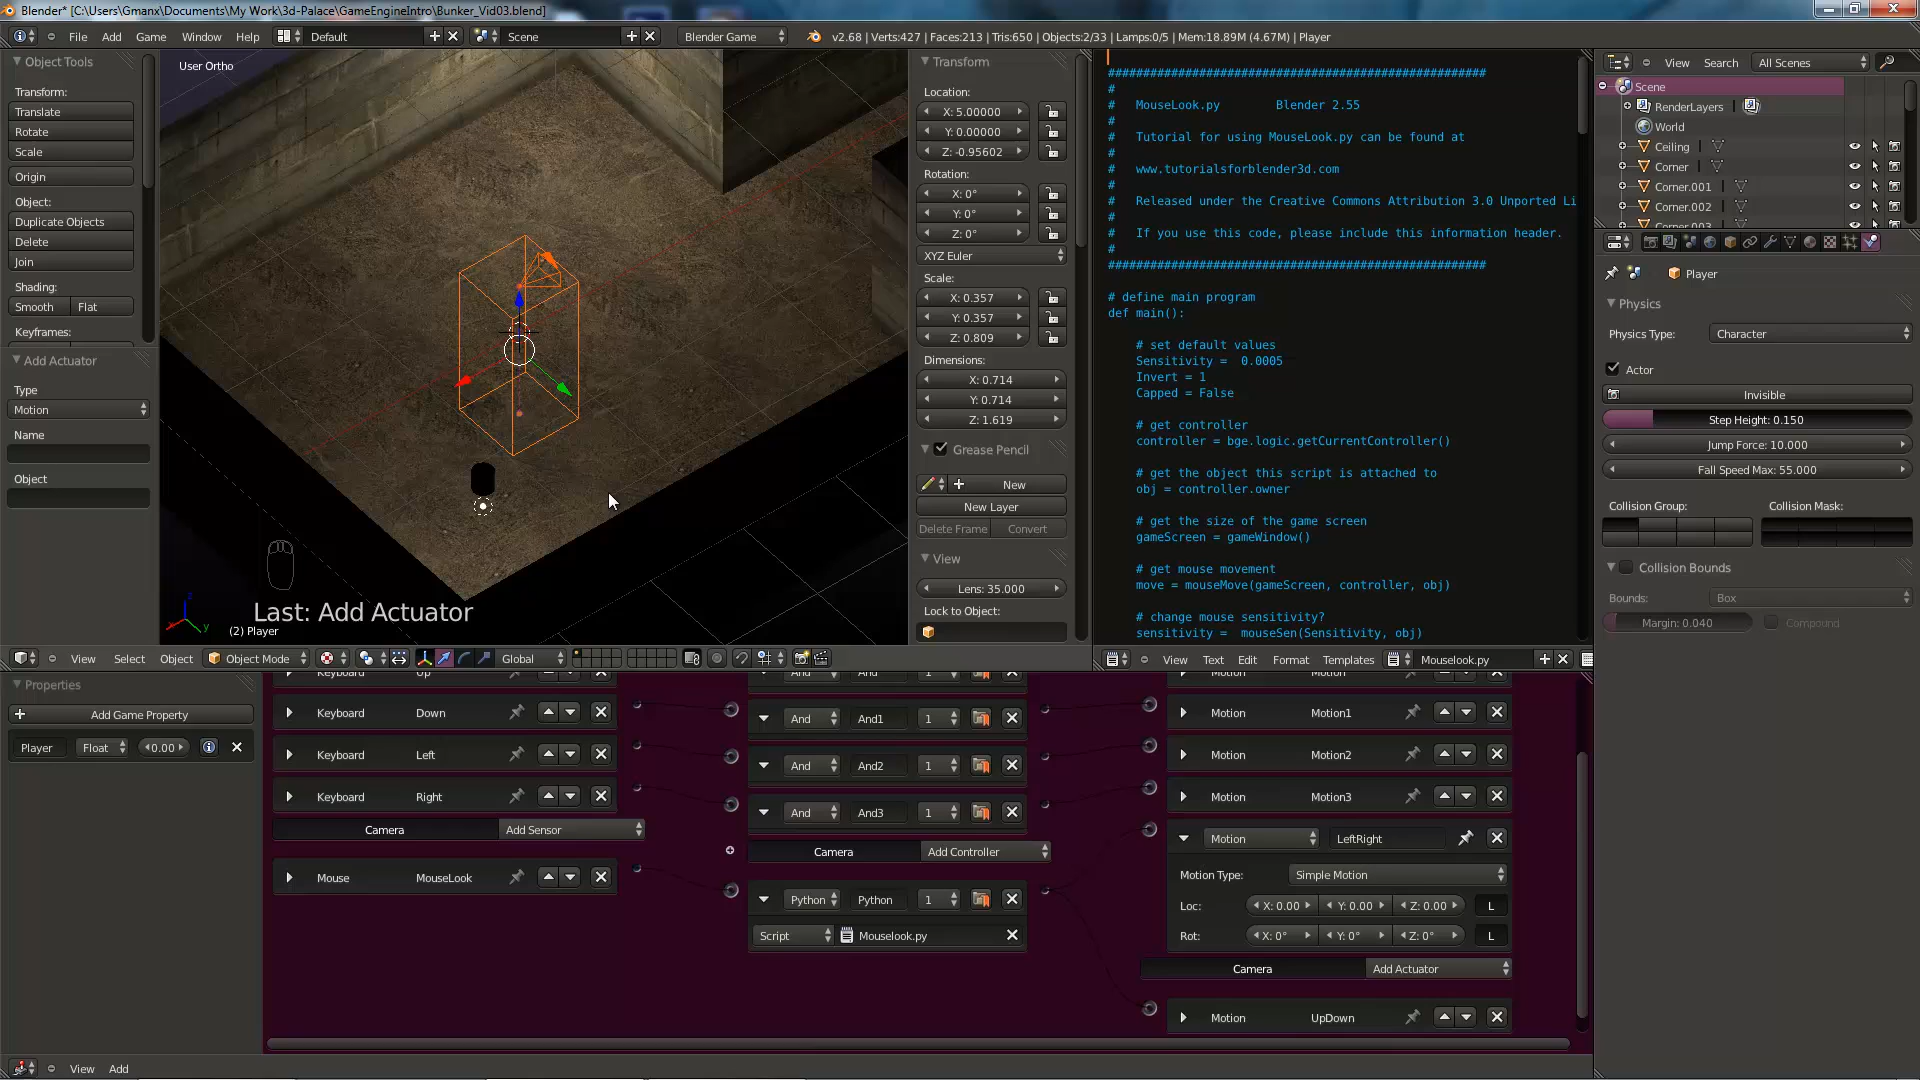 Blender* [C:\Users\Gmanx\Documents\My Work\3d-Palace\GameEngineIntro\Bunker_Vid03.blend]
File Add Game Window Help Default Scene Blender Game v2.68 | Verts:427 | Faces:213 | Tris:650 | Objects:2/33 | Lamps:0/5 | Mem:18.89M (4.67M) | Player
Object Tools
Transform:
Translate
Rotate
Scale
Origin
Object:
Duplicate Objects
Delete
Join
Shading:
Smooth Flat
Keyframes:
Add Actuator
Type
Motion
Name
Object
User Ortho
Last: Add Actuator
(2) Player
Transform
Location:
X: 5.00000
Y: 0.00000
Z: -0.95602
Rotation:
X: 0°
Y: 0°
Z: 0°
XYZ Euler
Scale:
X: 0.357
Y: 0.357
Z: 0.809
Dimensions:
X: 0.714
Y: 0.714
Z: 1.619
Grease Pencil
New
New Layer
Delete Frame Convert
View
Lens: 35.000
Lock to Object:
View Select Object Object Mode Global
######################################################
#
# MouseLook.py Blender 2.55
#
# Tutorial for using MouseLook.py can be found at
#
# www.tutorialsforblender3d.com
#
# Released under the Creative Commons Attribution 3.0 Unported Li
#
# If you use this code, please include this information header.
#
######################################################
# define main program
def main():
# set default values
Sensitivity = 0.0005
Invert = 1
Capped = False
# get controller
controller = bge.logic.getCurrentController()
# get the object this script is attached to
obj = controller.owner
# get the size of the game screen
gameScreen = gameWindow()
# get mouse movement
move = mouseMove(gameScreen, controller, obj)
# change mouse sensitivity?
sensitivity = mouseSen(Sensitivity, obj)
View Text Edit Format Templates Mouselook.py
View Search All Scenes
Scene
RenderLayers
World
Ceiling
Corner
Corner.001
Corner.002
Corner.003
Player
Physics
Physics Type: Character
Actor
Invisible
Step Height: 0.150
Jump Force: 10.000
Fall Speed Max: 55.000
Collision Group: Collision Mask:
Collision Bounds
Bounds: Box
Margin: 0.040 Compound
Properties
Add Game Property
Player Float 0.00
Keyboard Up
Keyboard Down
Keyboard Left
Keyboard Right
Camera Add Sensor
Mouse MouseLook
And And 1
And And1 1
And And2 1
And And3 1
Camera Add Controller
Python Python 1
Script Mouselook.py
Motion Motion
Motion Motion1
Motion Motion2
Motion Motion3
Motion LeftRight
Motion Type: Simple Motion
Loc: X: 0.00 Y: 0.00 Z: 0.00 L
Rot: X: 0° Y: 0° Z: 0° L
Camera Add Actuator
Motion UpDown
View Add